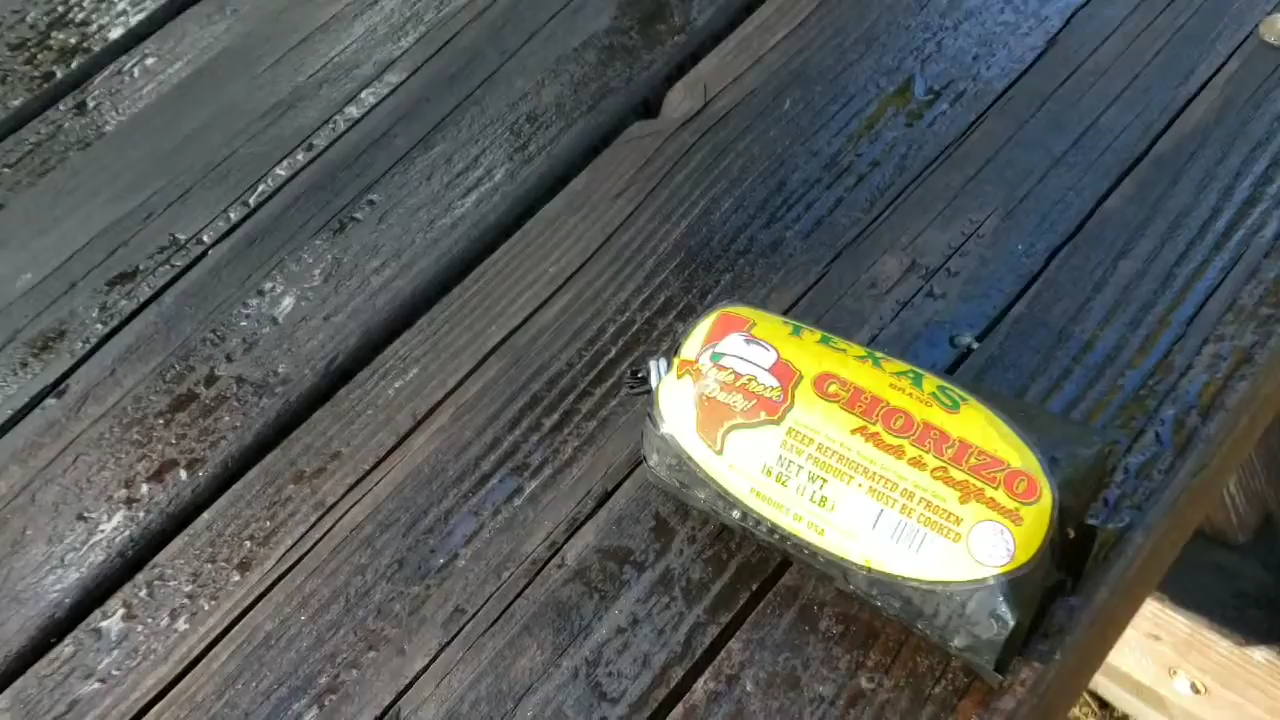 TEXAS
BRAND
CHORIZO
Made in California
Made Fresh
Daily!
KEEP REFRIGERATED OR FROZEN
RAW PRODUCT • MUST BE COOKED
NET WT.
16 OZ (1 LB.)
PRODUCT OF USA